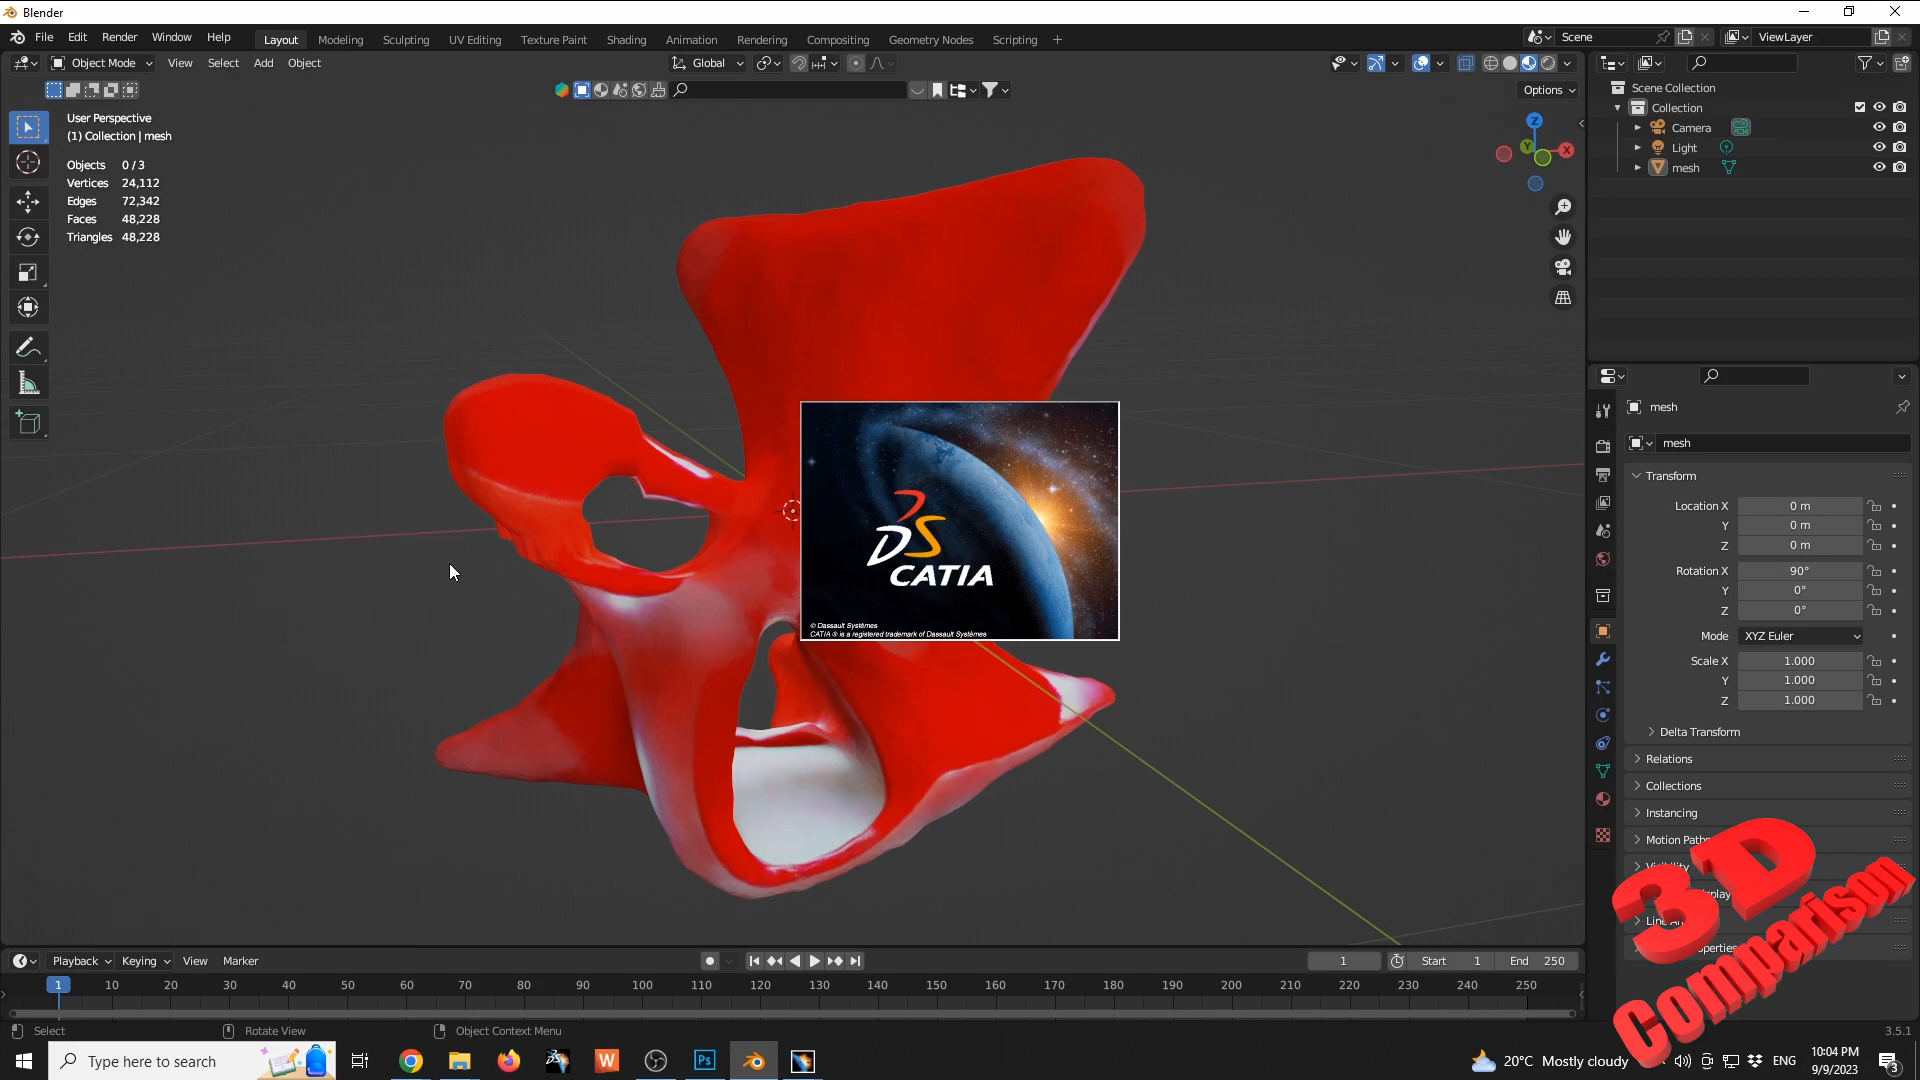 Blender
File Edit Render Window Help Layout Modeling Sculpting UV Editing Texture Paint Shading Animation Rendering Compositing Geometry Nodes Scripting + Scene ViewLayer
Object Mode View Select Add Object Global
Options
User Perspective
(1) Collection | mesh
Objects 0 / 3
Vertices 24,112
Edges 72,342
Faces 48,228
Triangles 48,228
Z
Y
X
Scene Collection
Collection
Camera
Light
mesh
mesh
mesh
Transform
Location X 0 m
Y 0 m
Z 0 m
Rotation X 90°
Y 0°
Z 0°
Mode XYZ Euler
Scale X 1.000
Y 1.000
Z 1.000
Delta Transform
Relations
Collections
Instancing
DS
CATIA
© Dassault Systèmes
CATIA ® is a registered trademark of Dassault Systèmes
3D
Comparison
Playback Keying View Marker 1 Start 1 End 250
1 10 20 30 40 50 60 70 80 90 100 110 120 130 140 150 160 170 180 190 200 210 220 230 240 250
Select Rotate View Object Context Menu 3.5.1
Type here to search W Ps 20°C Mostly cloudy ENG 10:04 PM
9/9/2023
3